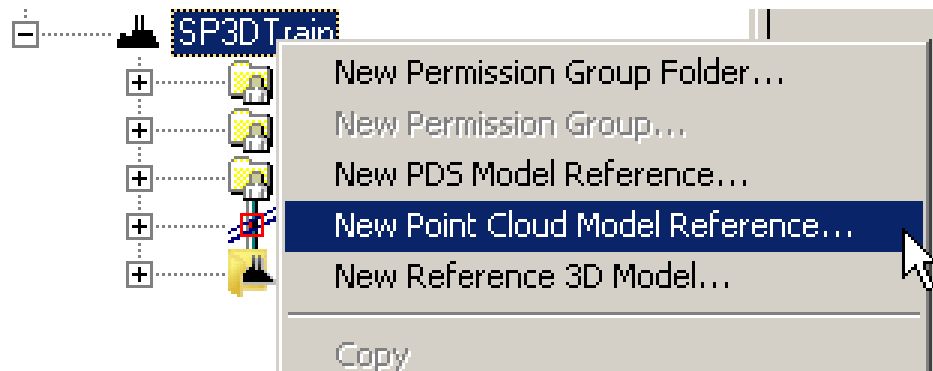 SP3DTrain
New Permission Group Folder...
New Permission Group...
New PDS Model Reference...
New Point Cloud Model Reference...
New Reference 3D Model...
Copy